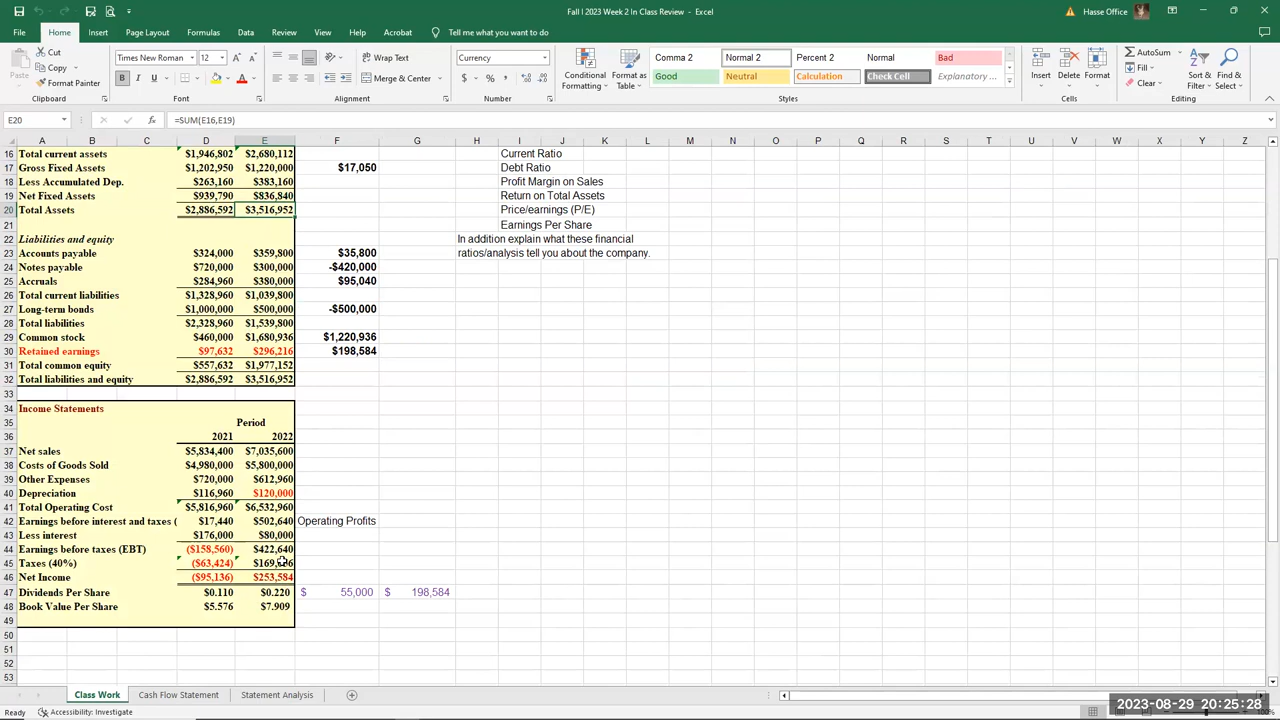 Fall I 2023 Week 2 In Class Review - Excel
Hasse Office
File Home Insert Page Layout Formulas Data Review View Help Acrobat Tell me what you want to do
Cut
Copy
Format Painter
Paste
Clipboard
Times New Roman 12
B I U
Font
Wrap Text
Merge & Center
Alignment
Currency
$ % ,
Number
Conditional Formatting
Format as Table
Comma 2 Normal 2 Percent 2 Normal Bad
Good Neutral Calculation Check Cell Explanatory ...
Styles
Insert Delete Format
Cells
AutoSum
Fill
Clear
Sort & Filter
Find & Select
Editing
E20 fx =SUM(E16,E19)
A B C D E F G H I J K L M N O P Q R S T U V W X Y Z
16 Total current assets $1,946,802 $2,680,112 Current Ratio
17 Gross Fixed Assets $1,202,950 $1,220,000 $17,050 Debt Ratio
18 Less Accumulated Dep. $263,160 $383,160 Profit Margin on Sales
19 Net Fixed Assets $939,790 $836,840 Return on Total Assets
20 Total Assets $2,886,592 $3,516,952 Price/earnings (P/E)
21 Earnings Per Share
22 Liabilities and equity In addition explain what these financial
23 Accounts payable $324,000 $359,800 $35,800 ratios/analysis tell you about the company.
24 Notes payable $720,000 $300,000 -$420,000
25 Accruals $284,960 $380,000 $95,040
26 Total current liabilities $1,328,960 $1,039,800
27 Long-term bonds $1,000,000 $500,000 -$500,000
28 Total liabilities $2,328,960 $1,539,800
29 Common stock $460,000 $1,680,936 $1,220,936
30 Retained earnings $97,632 $296,216 $198,584
31 Total common equity $557,632 $1,977,152
32 Total liabilities and equity $2,886,592 $3,516,952
33
34 Income Statements
35 Period
36 2021 2022
37 Net sales $5,834,400 $7,035,600
38 Costs of Goods Sold $4,980,000 $5,800,000
39 Other Expenses $720,000 $612,960
40 Depreciation $116,960 $120,000
41 Total Operating Cost $5,816,960 $6,532,960
42 Earnings before interest and taxes ( $17,440 $502,640 Operating Profits
43 Less interest $176,000 $80,000
44 Earnings before taxes (EBT) ($158,560) $422,640
45 Taxes (40%) ($63,424)
46 Net Income ($95,136) $253,584
47 Dividends Per Share $0.110 $0.220 $ 55,000 $ 198,584
48 Book Value Per Share $5.576 $7.909
49
50
51
52
53
Class Work Cash Flow Statement Statement Analysis
Ready Accessibility: Investigate
2023-08-29 20:25:28